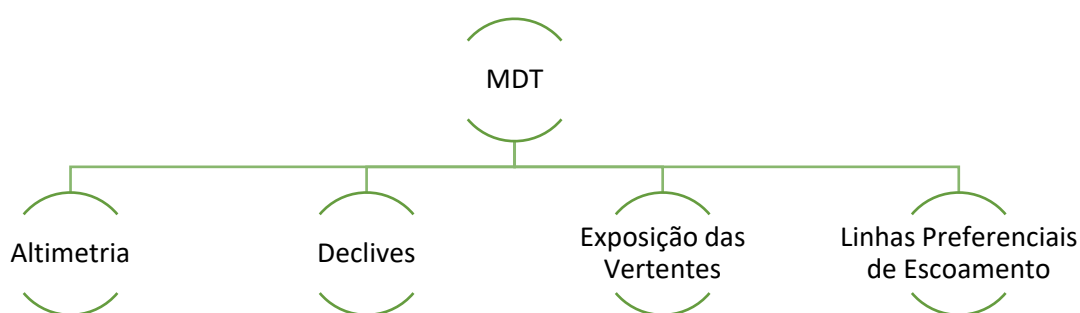 MDT
Altimetria
Declives
Exposição das
Vertentes
Linhas Preferenciais
de Escoamento